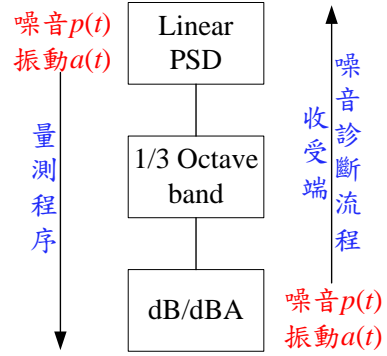 噪音p(t)
振動a(t)
量測程序
Linear
PSD
1/3 Octave
band
dB/dBA
收受端
噪音診斷流程
噪音p(t)
振動a(t)